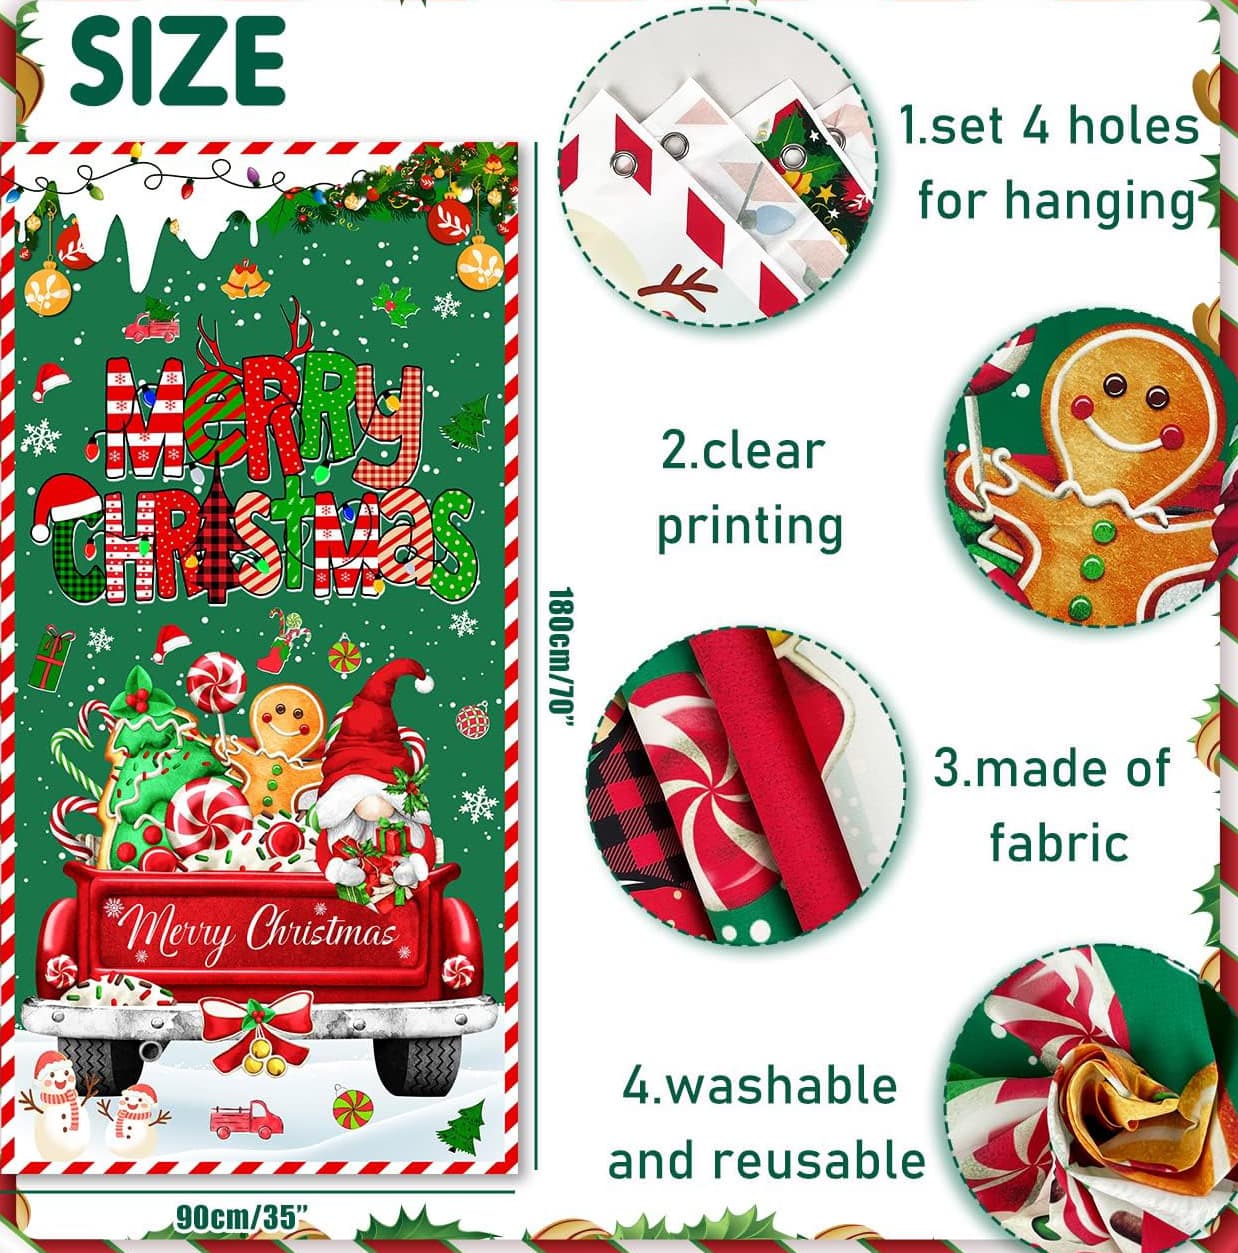 SIZE
MeRRy
CHRiSTMaS
Merry Christmas
180cm/70”
90cm/35”
1.set 4 holes
for hanging
2.clear
printing
3.made of
fabric
4.washable
and reusable